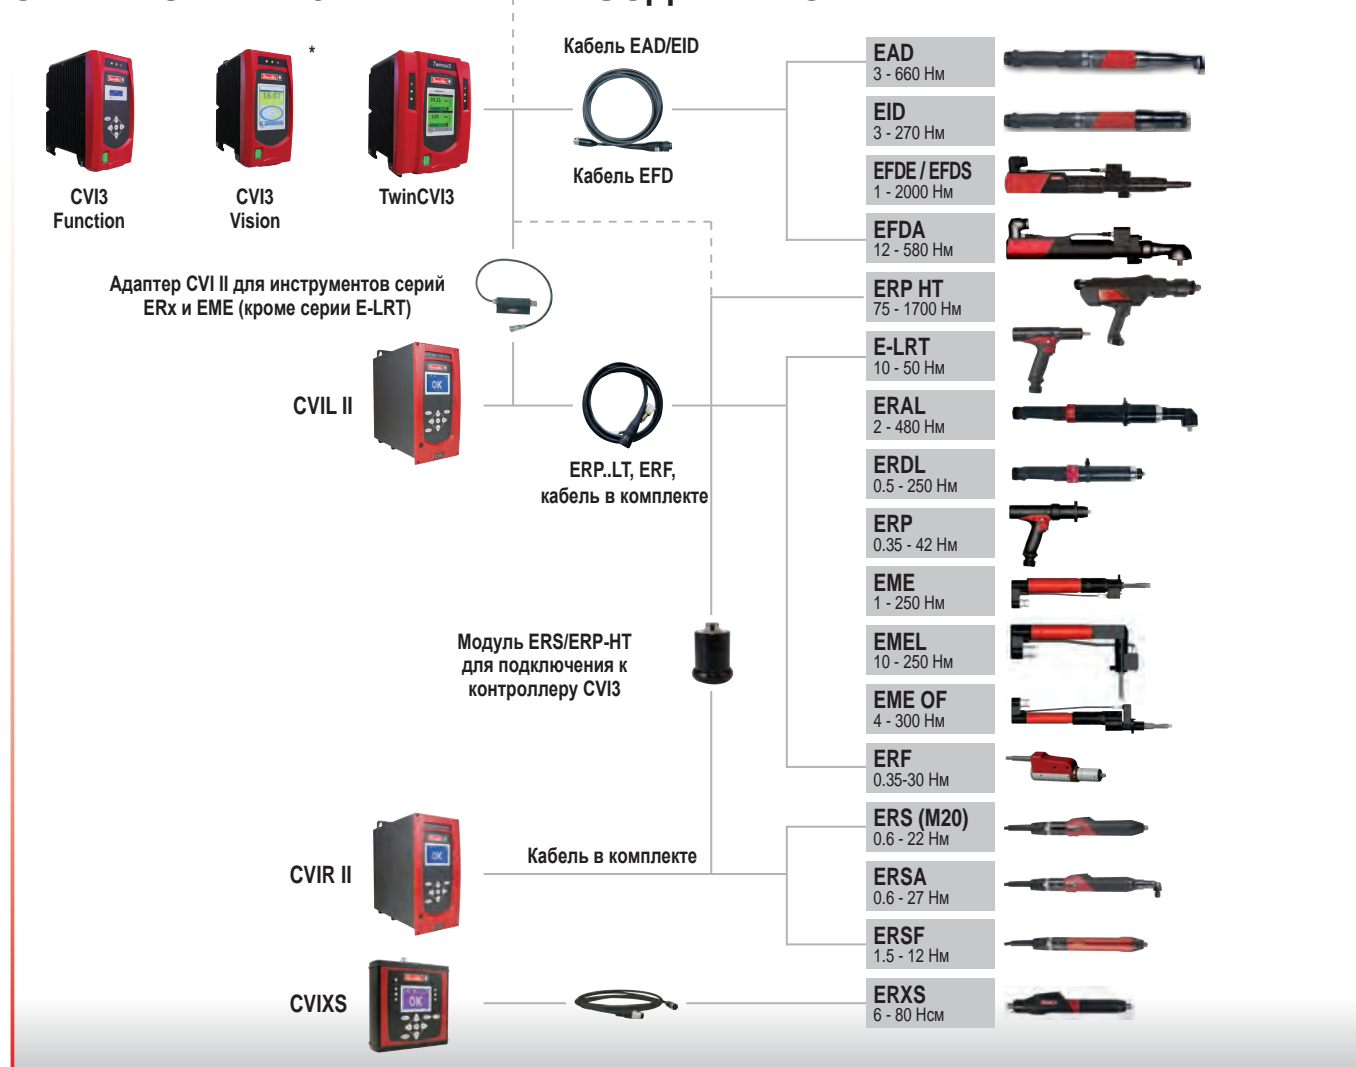 *
CVI3
Function
CVI3
Vision
TwinCVI3
Кабель EAD/EID
Кабель EFD
Адаптер CVI II для инструментов серий
ERx и EME (кроме серии E-LRT)
CVIL II
OK
ERP..LT, ERF,
кабель в комплекте
Модуль ERS/ERP-HT
для подключения к
контроллеру CVI3
CVIR II
OK
Кабель в комплекте
CVIXS
OK
EAD
3 - 660 Нм
EID
3 - 270 Нм
EFDE / EFDS
1 - 2000 Нм
EFDA
12 - 580 Нм
ERP HT
75 - 1700 Нм
E-LRT
10 - 50 Нм
ERAL
2 - 480 Нм
ERDL
0.5 - 250 Нм
ERP
0.35 - 42 Нм
EME
1 - 250 Нм
EMEL
10 - 250 Нм
EME OF
4 - 300 Нм
ERF
0.35-30 Нм
ERS (M20)
0.6 - 22 Нм
ERSA
0.6 - 27 Нм
ERSF
1.5 - 12 Нм
ERXS
6 - 80 Нсм